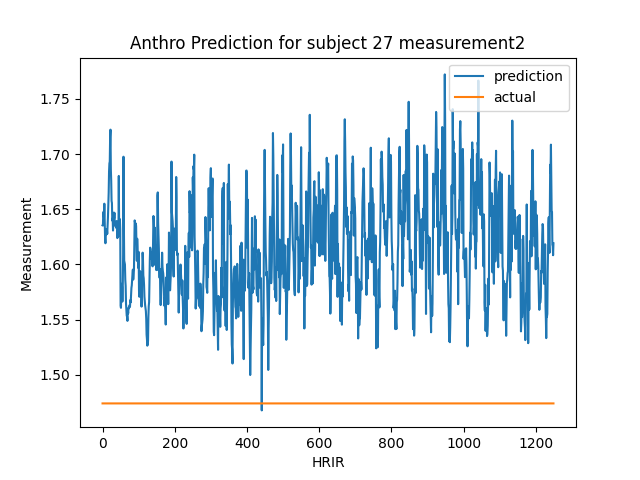 Anthro Prediction for subject 27 measurement2
prediction
actual
Measurement
1.75
1.70
1.65
1.60
1.55
1.50
0 200 400 600 800 1000 1200
HRIR